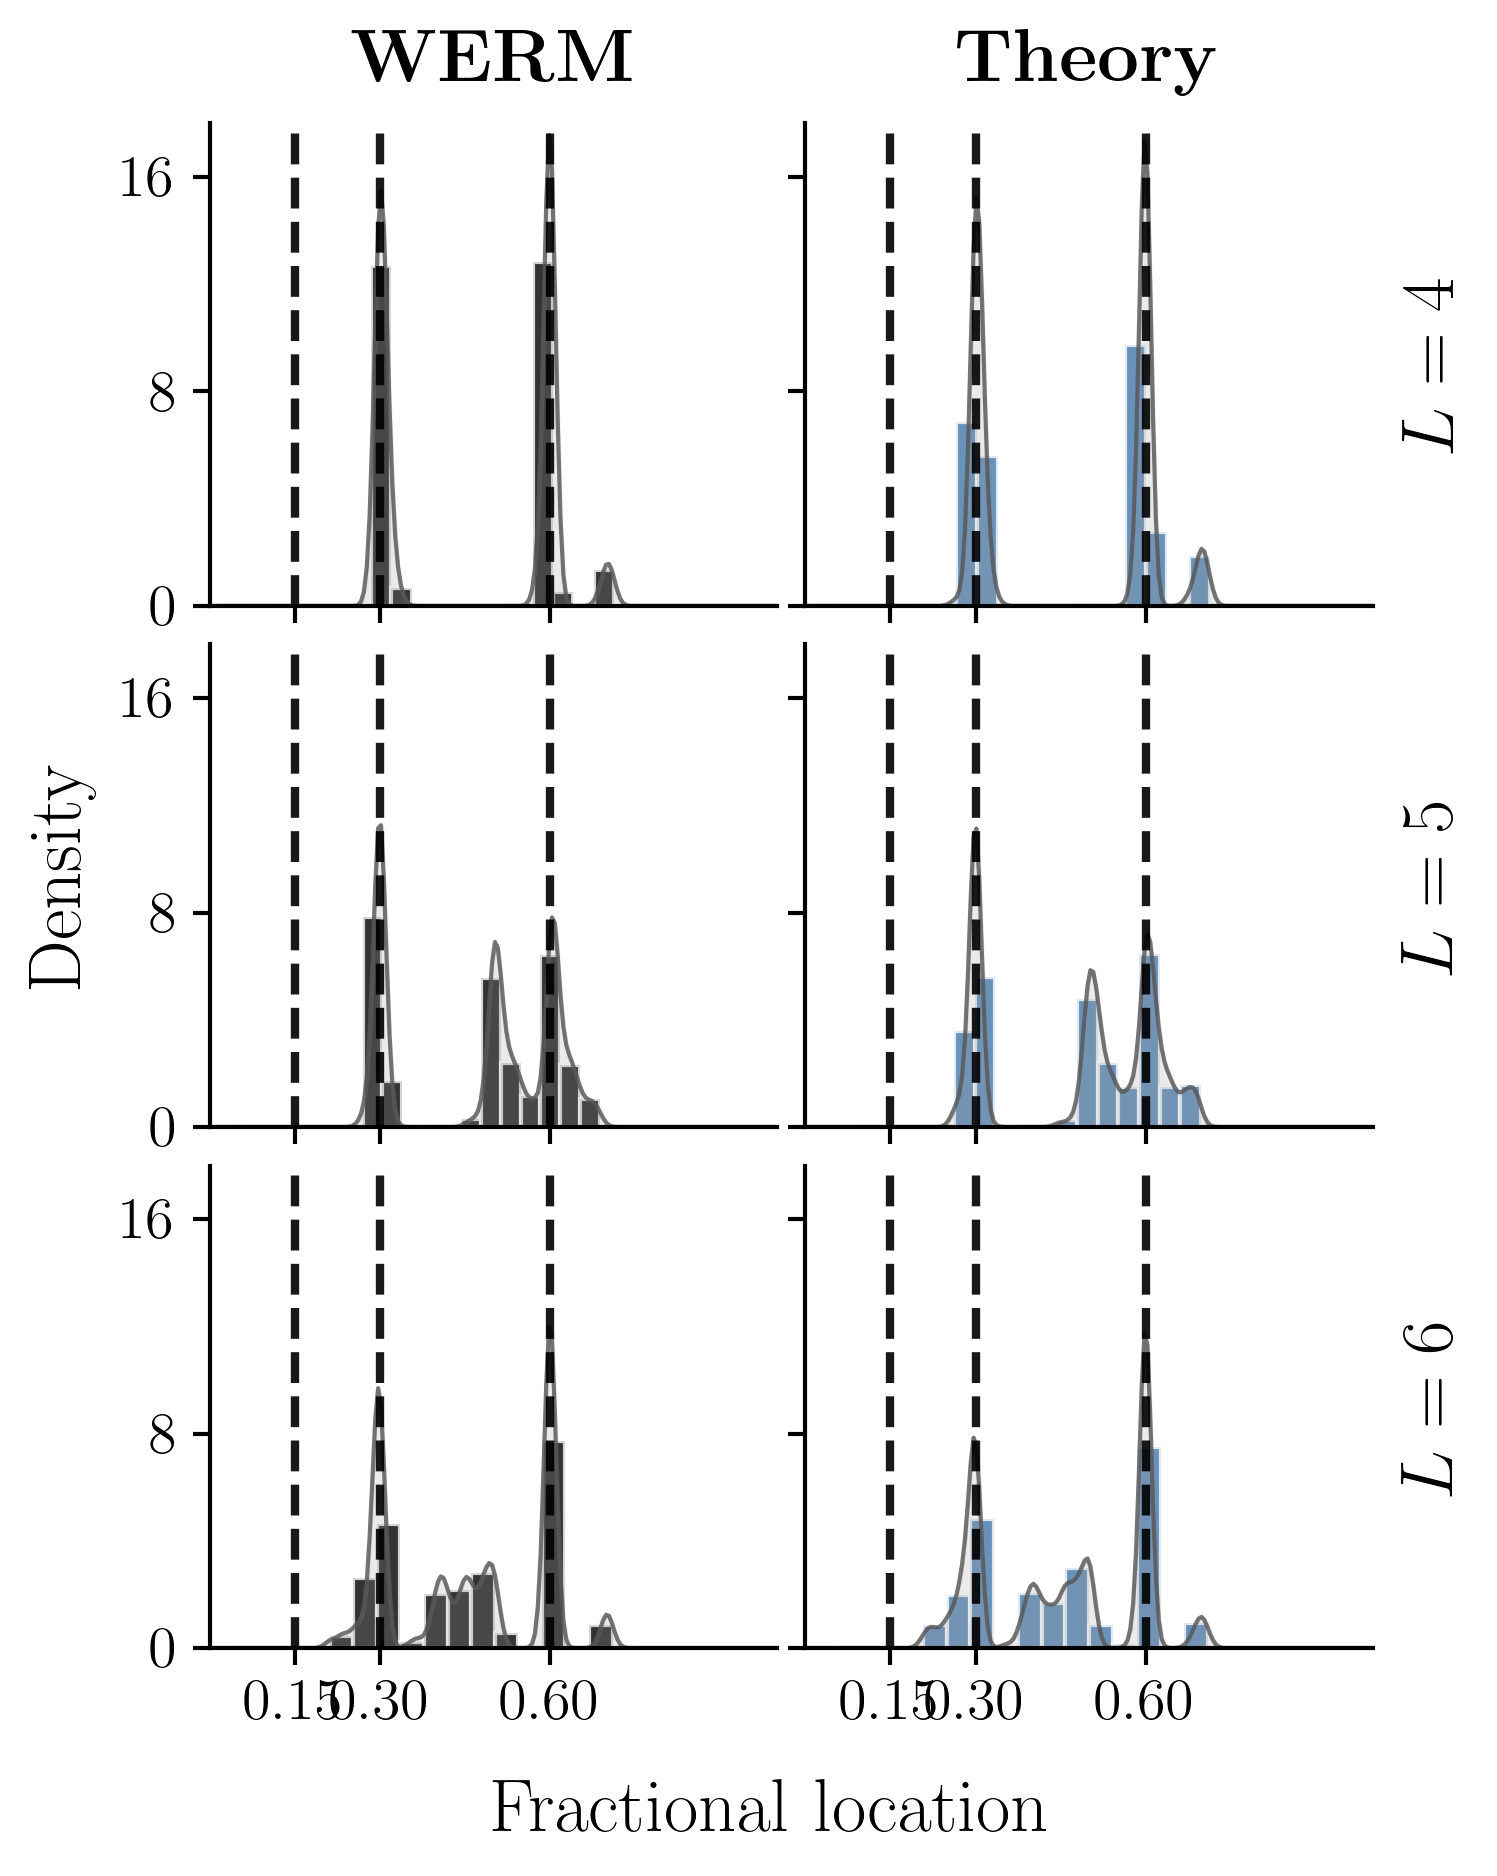 WERM Theory
16
8
0
L = 4
16
8
0
L = 5
16
8
0
L = 6
Density
0.15 0.30 0.60 0.15 0.30 0.60
Fractional location